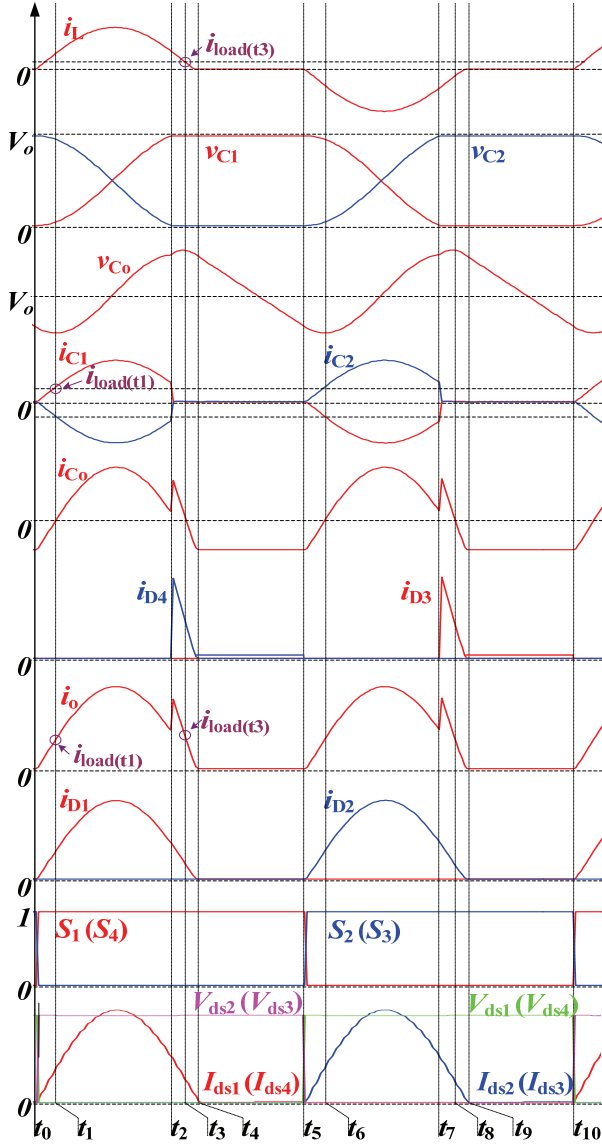 i_L
i_load(t3)
0
V_o
v_C1
v_C2
0
v_Co
V_o
i_C1
i_C2
i_load(t1)
0
i_Co
0
i_D4
i_D3
0
i_o
i_load(t3)
i_load(t1)
0
i_D1
i_D2
0
1
S_1 (S_4)
S_2 (S_3)
0
V_ds2 (V_ds3)
V_ds1 (V_ds4)
I_ds1 (I_ds4)
I_ds2 (I_ds3)
0
t_0 t_1 t_2 t_3 t_4 t_5 t_6 t_7 t_8 t_9 t_10